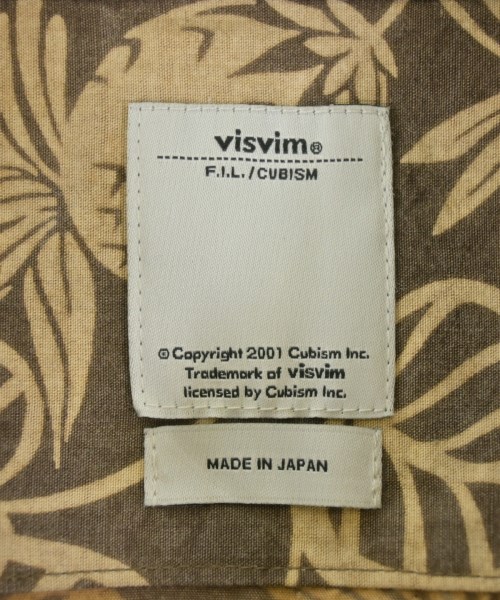 visvim®
F.I.L./CUBISM
© Copyright 2001 Cubism Inc.
Trademark of visvim
licensed by Cubism Inc.
MADE IN JAPAN